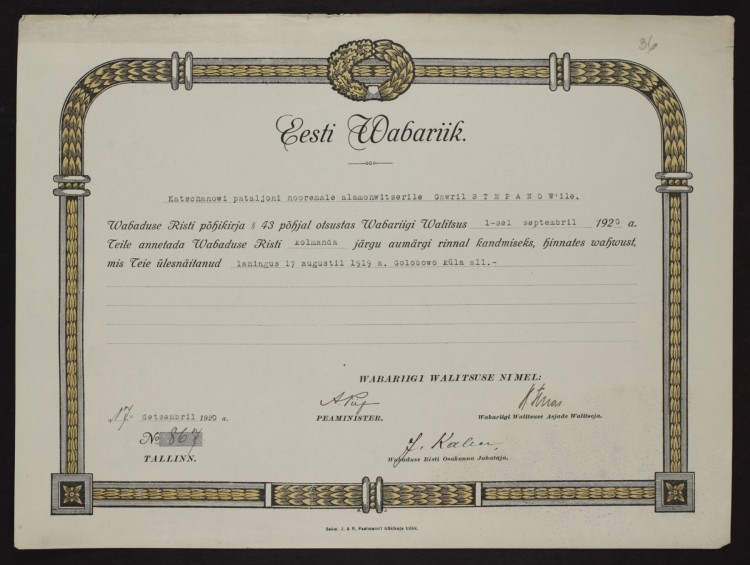 36
Eesti Wabariik.
Katschanowi pataljoni nooremale alamohwitserile Gawril STEPANOW'ile.
Wabaduse Risti põhikirja § 43 põhjal otsustas Wabariigi Walitsus 1-sel septembril 1920 a.
Teile annetada Wabaduse Risti kolmanda järgu aumärgi rinnal kandmiseks, hinnates wahwust,
mis Teie ülesnäitanud lahingus 17 augustil 1919 a. Golobowo küla all.-
WABARIIGI WALITSUSE NIMEL:
PEAMINISTER.
Wabariigi Walitsuse Asjade Walitseja.
17. detsembril 1920 a.
No 867
TALLINN.
Wabaduse Risti Osakonna Juhataja.